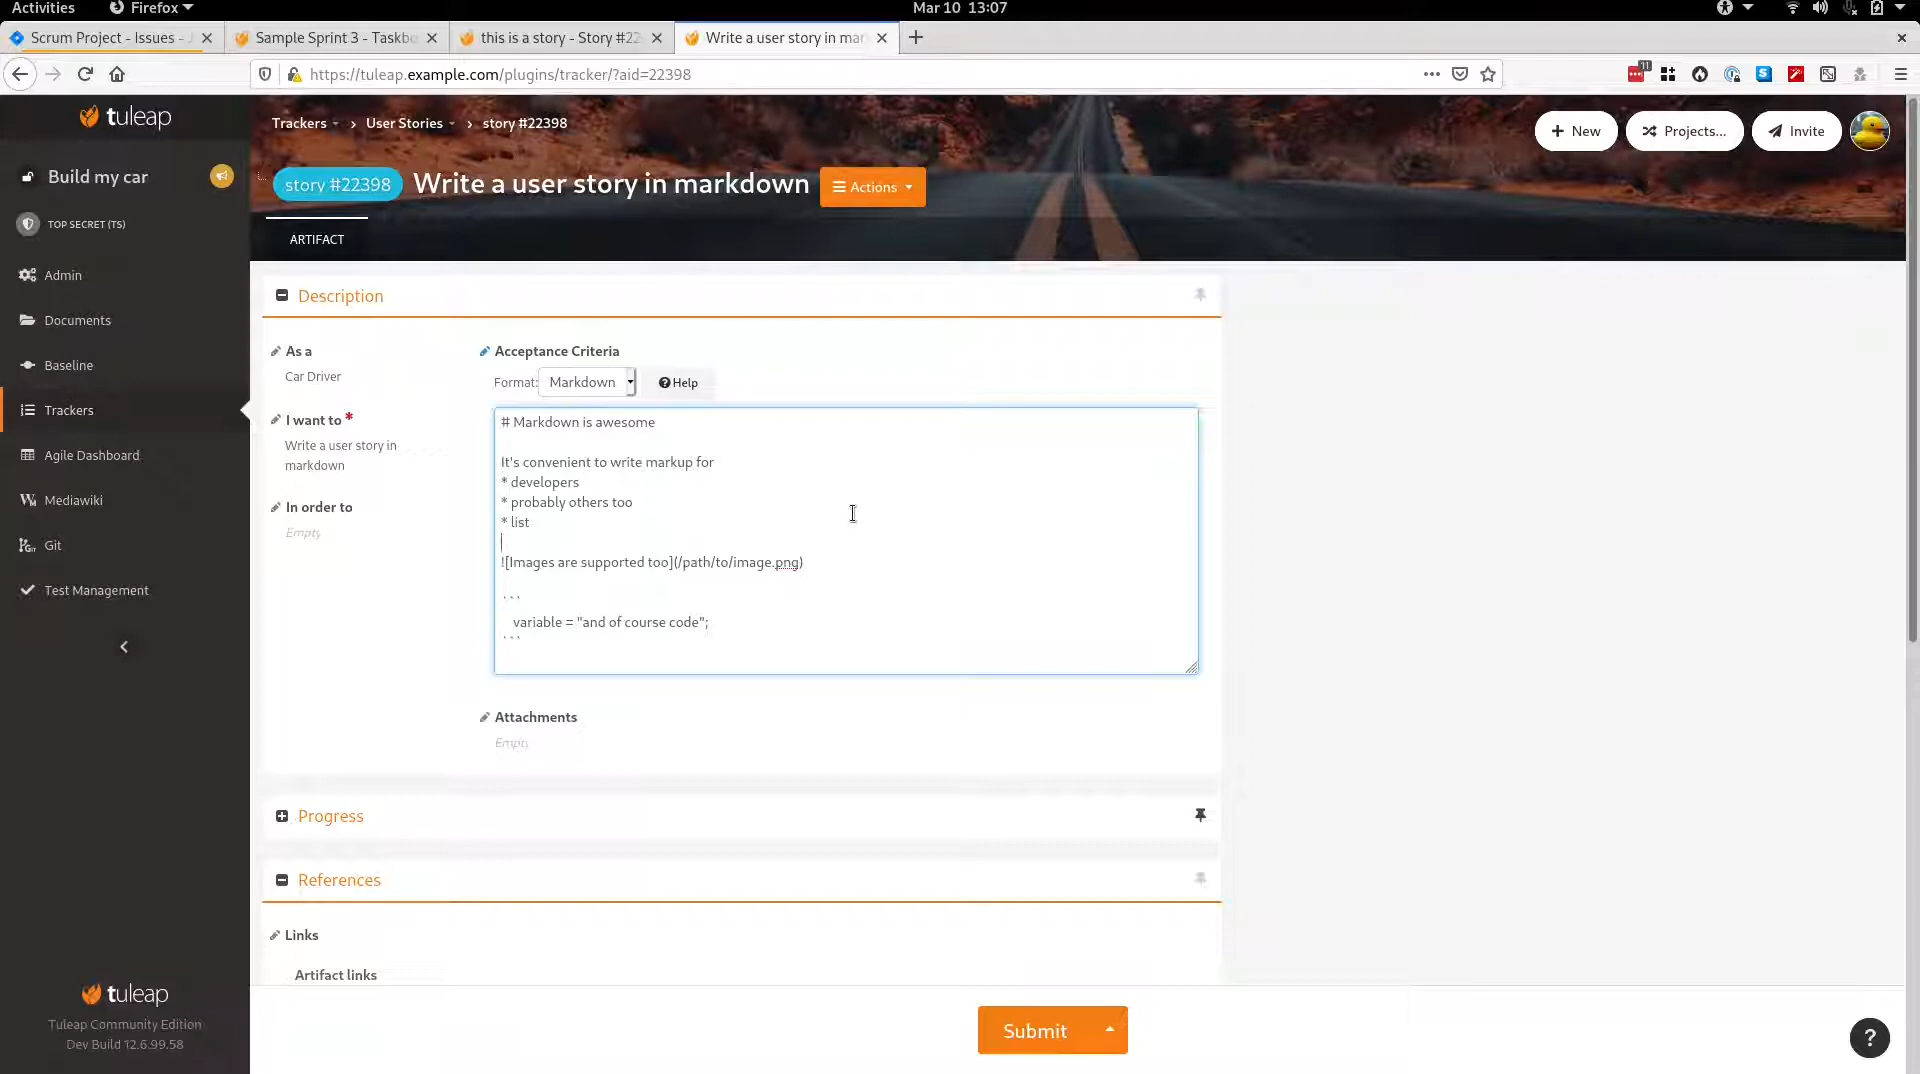 Activities
Firefox
Mar 10 13:07
Scrum Project - Issues -
Sample Sprint 3 - Taskbo
this is a story - Story #22
Write a user story in mar
https://tuleap.example.com/plugins/tracker/?aid=22398
11
tuleap
Trackers
User Stories
story #22398
New
Projects...
Invite
Build my car
story #22398
Write a user story in markdown
Actions
TOP SECRET (TS)
ARTIFACT
Admin
Documents
Baseline
Trackers
Agile Dashboard
Mediawiki
Git
Test Management
Description
As a
Car Driver
I want to *
Write a user story in
markdown
In order to
Empty
Acceptance Criteria
Format:
Markdown
Help
# Markdown is awesome
It's convenient to write markup for
* developers
* probably others too
* list
![Images are supported too](/path/to/image.png)
```
variable = "and of course code";
```
Attachments
Empty
Progress
References
Links
Artifact links
tuleap
Tuleap Community Edition
Dev Build 12.6.99.58
Submit
?